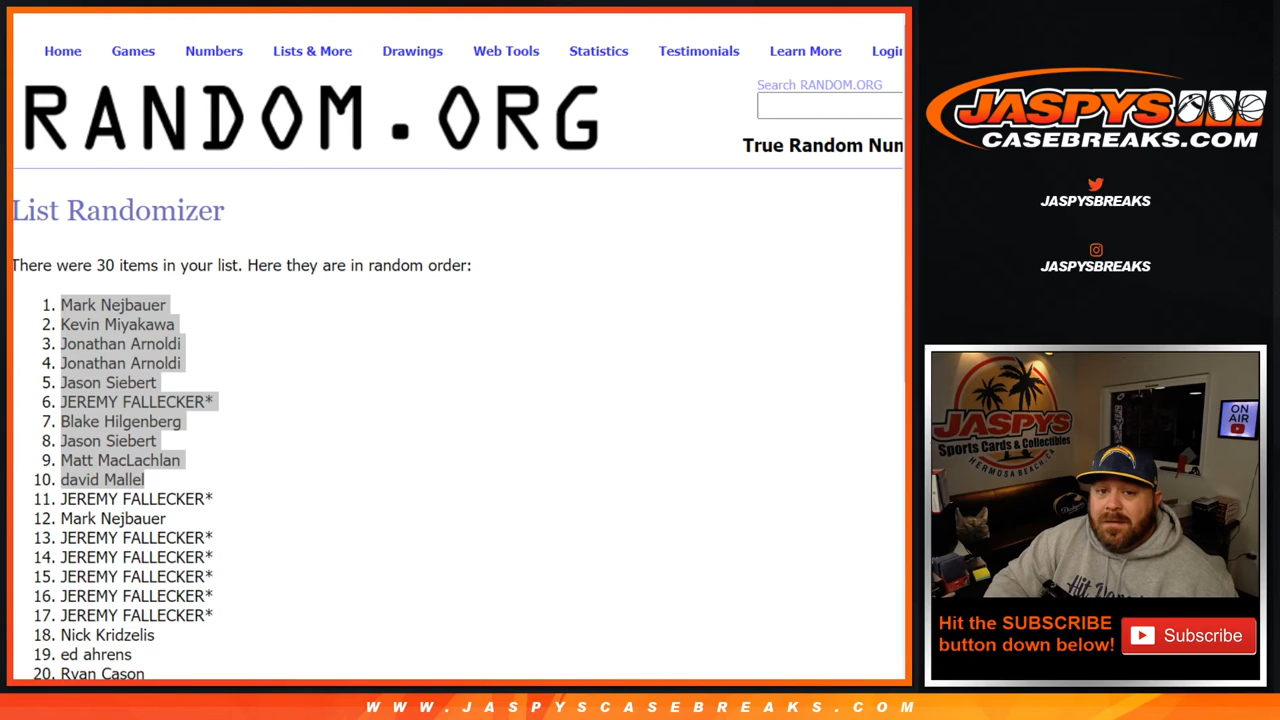 Home Games Numbers Lists & More Drawings Web Tools Statistics Testimonials Learn More Login
RANDOM.ORG
Search RANDOM.ORG
True Random Num
List Randomizer
There were 30 items in your list. Here they are in random order:
1. Mark Nejbauer
2. Kevin Miyakawa
3. Jonathan Arnoldi
4. Jonathan Arnoldi
5. Jason Siebert
6. JEREMY FALLECKER*
7. Blake Hilgenberg
8. Jason Siebert
9. Matt MacLachlan
10. david Mallel
11. JEREMY FALLECKER*
12. Mark Nejbauer
13. JEREMY FALLECKER*
14. JEREMY FALLECKER*
15. JEREMY FALLECKER*
16. JEREMY FALLECKER*
17. JEREMY FALLECKER*
18. Nick Kridzelis
19. ed ahrens
20. Ryan Cason
JASPYS
CASEBREAKS.COM
JASPYSBREAKS
JASPYSBREAKS
JASPYS
Sports Cards & Collectibles
HERMOSA BEACH, CA
ON
AIR
Dodgers
Hit the SUBSCRIBE
button down below!
Subscribe
WWW.JASPYSCASEBREAKS.COM